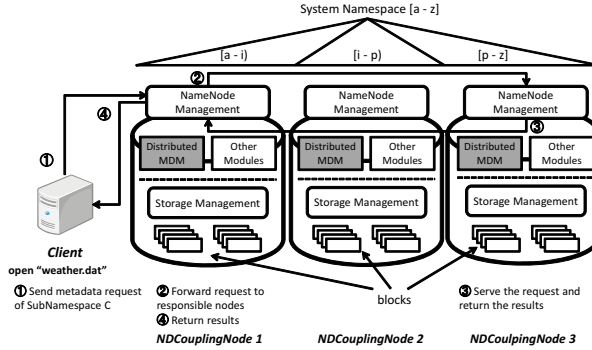 System Namespace [a - z]
[a - i)
[i - p)
[p - z]
②
NameNode Management
NameNode Management
NameNode Management
④
③
①
Distributed MDM
Other Modules
Distributed MDM
Other Modules
Distributed MDM
Other Modules
Storage Management
Storage Management
Storage Management
Client
open “weather.dat”
① Send metadata request
of SubNamespace C
② Forward request to
responsible nodes
④ Return results
blocks
③ Serve the request and
return the results
NDCouplingNode 1
NDCouplingNode 2
NDCoulpingNode 3